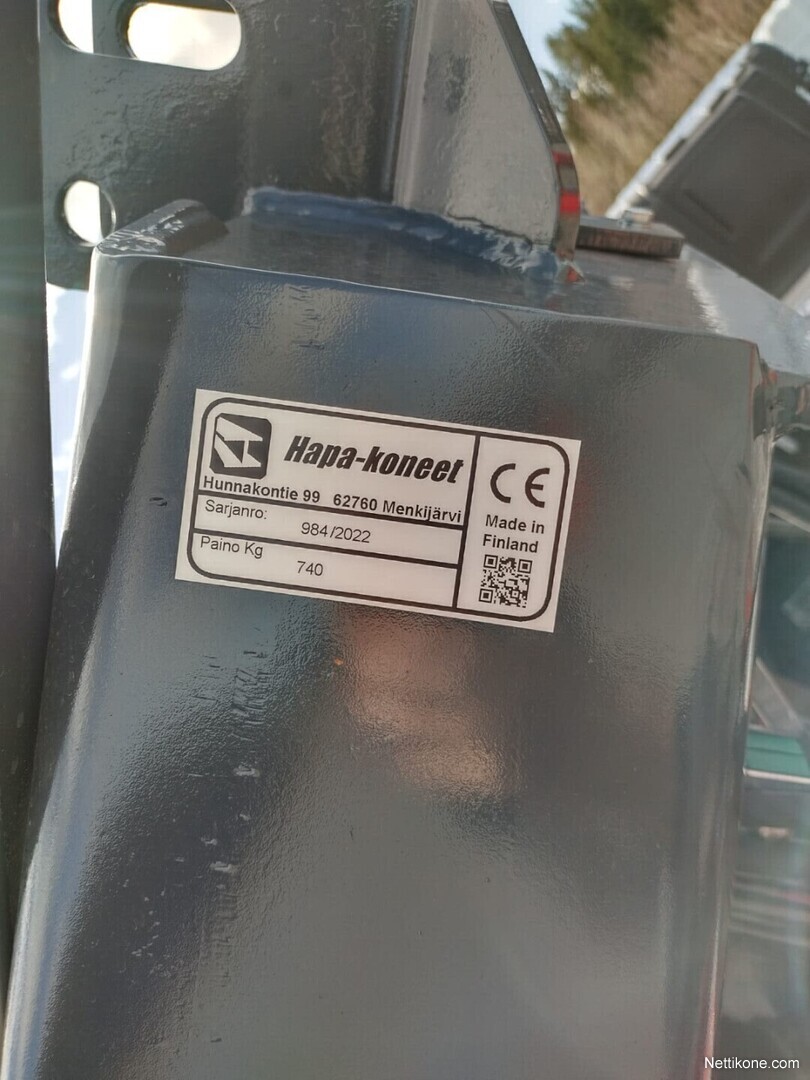 Hapa-koneet
Hunnakontie 99 62760 Menkijärvi
Sarjanro: 984/2022
Paino Kg 740
CE
Made in
Finland
Nettikone.com